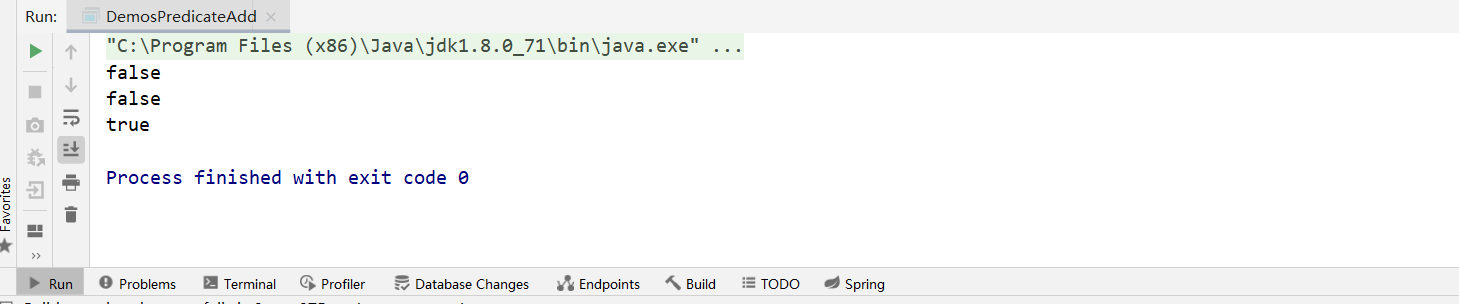 Run: DemosPredicateAdd
"C:\Program Files (x86)\Java\jdk1.8.0_71\bin\java.exe" ...
false
false
true
Process finished with exit code 0
Favorites
Run Problems Terminal Profiler Database Changes Endpoints Build TODO Spring